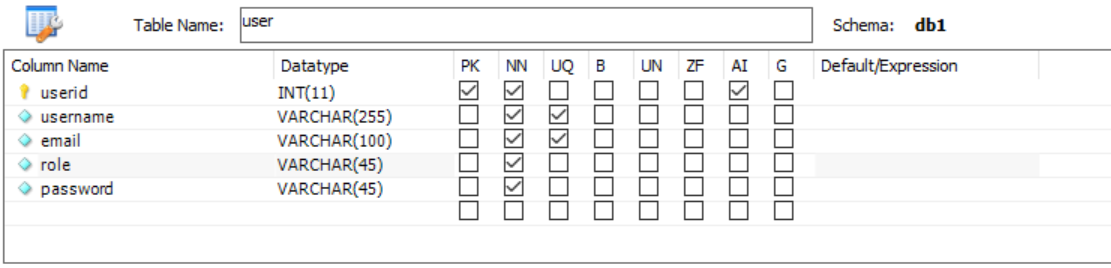 Table Name: user Schema: db1
Column Name Datatype PK NN UQ B UN ZF AI G Default/Expression
userid INT(11)
username VARCHAR(255)
email VARCHAR(100)
role VARCHAR(45)
password VARCHAR(45)